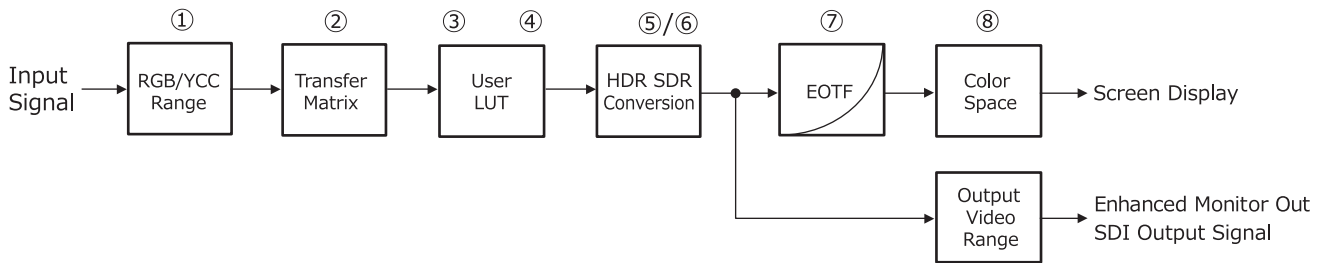 ① ② ③ ④ ⑤/⑥ ⑦ ⑧
Input
Signal
RGB/YCC
Range
Transfer
Matrix
User
LUT
HDR SDR
Conversion
EOTF
Color
Space
Screen Display
Output
Video
Range
Enhanced Monitor Out
SDI Output Signal